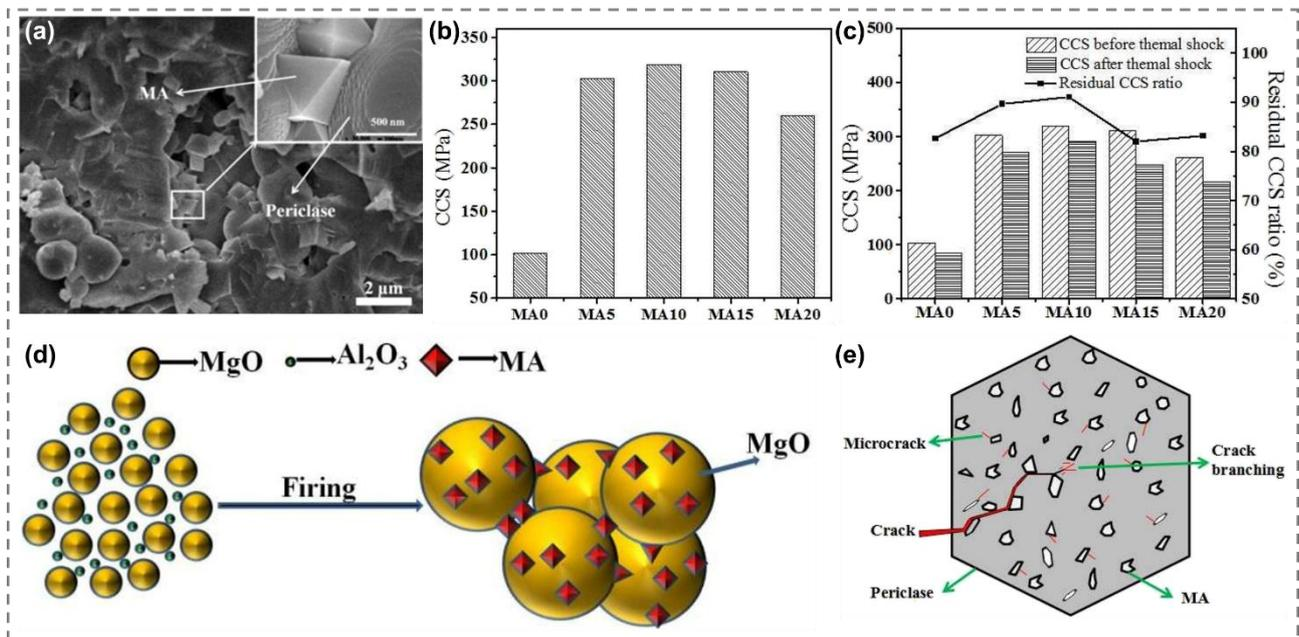 (a)
MA
500 nm
Periclase
2 μm
(b)
350
300
250
200
150
100
50
CCS (MPa)
MA0 MA5 MA10 MA15 MA20
(c)
500
400
300
200
100
0
CCS (MPa)
CCS before themal shock
CCS after themal shock
Residual CCS ratio
100
90
80
70
60
50
Residual CCS ratio (%)
MA0 MA5 MA10 MA15 MA20
(d)
MgO Al₂O₃ MA
Firing
MgO
(e)
Microcrack
Crack
branching
Crack
Periclase
MA